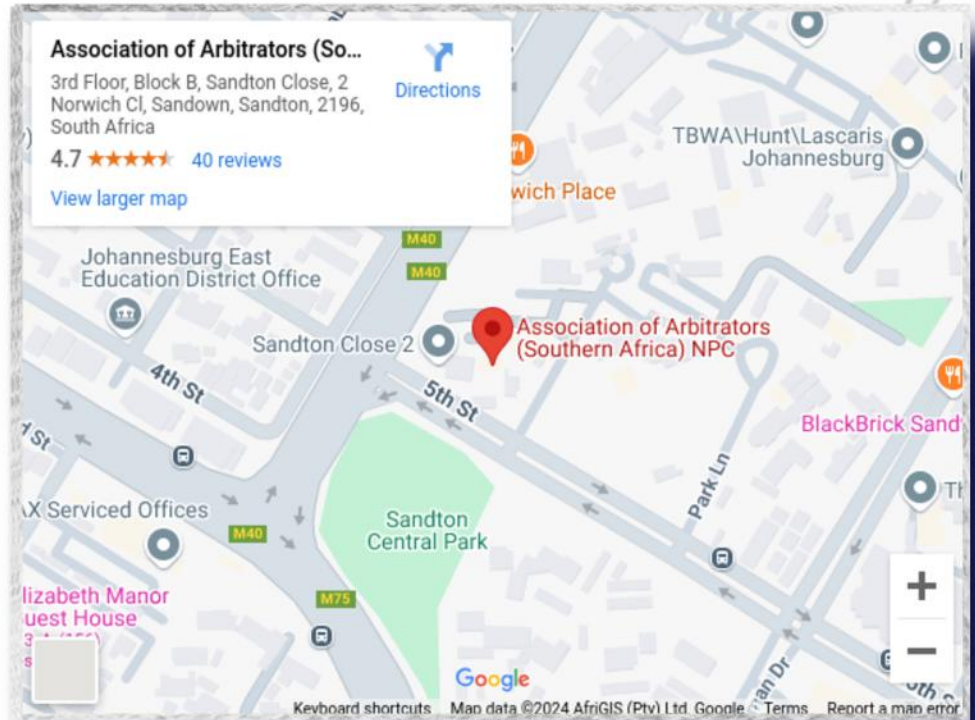 Association of Arbitrators (So...
Directions
3rd Floor, Block B, Sandton Close, 2
Norwich Cl, Sandown, Sandton, 2196,
South Africa
4.7
40 reviews
View larger map
TBWA\Hunt\Lascaris
Johannesburg
wich Place
M40
M40
Johannesburg East
Education District Office
Sandton Close 2
Association of Arbitrators
(Southern Africa) NPC
4th St
5th St
BlackBrick Sand
St
Park Ln
X Serviced Offices
M40
Sandton
Central Park
lizabeth Manor
uest House
M75
Google
Keyboard shortcuts
Map data ©2024 AfriGIS (Pty) Ltd, Google
Terms
Report a map error